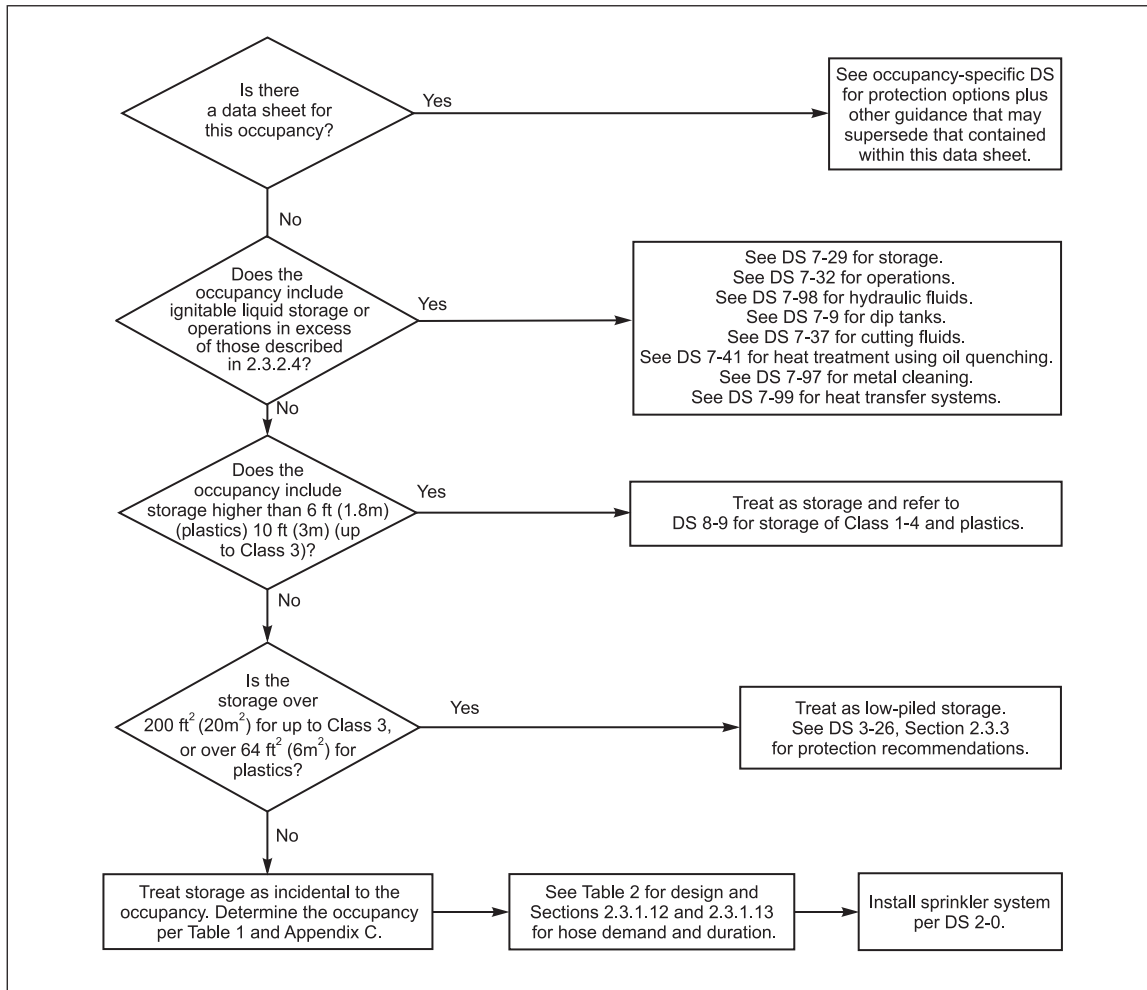 Is there
a data sheet for
this occupancy?
Yes
See occupancy-specific DS
for protection options plus
other guidance that may
supersede that contained
within this data sheet.
No
Does the
occupancy include
ignitable liquid storage or
operations in excess
of those described
in 2.3.2.4?
Yes
See DS 7-29 for storage.
See DS 7-32 for operations.
See DS 7-98 for hydraulic fluids.
See DS 7-9 for dip tanks.
See DS 7-37 for cutting fluids.
See DS 7-41 for heat treatment using oil quenching.
See DS 7-97 for metal cleaning.
See DS 7-99 for heat transfer systems.
No
Does the
occupancy include
storage higher than 6 ft (1.8m)
(plastics) 10 ft (3m) (up
to Class 3)?
Yes
Treat as storage and refer to
DS 8-9 for storage of Class 1-4 and plastics.
No
Is the
storage over
200 ft² (20m²) for up to Class 3,
or over 64 ft² (6m²) for
plastics?
Yes
Treat as low-piled storage.
See DS 3-26, Section 2.3.3
for protection recommendations.
No
Treat storage as incidental to the
occupancy. Determine the occupancy
per Table 1 and Appendix C.
See Table 2 for design and
Sections 2.3.1.12 and 2.3.1.13
for hose demand and duration.
Install sprinkler system
per DS 2-0.